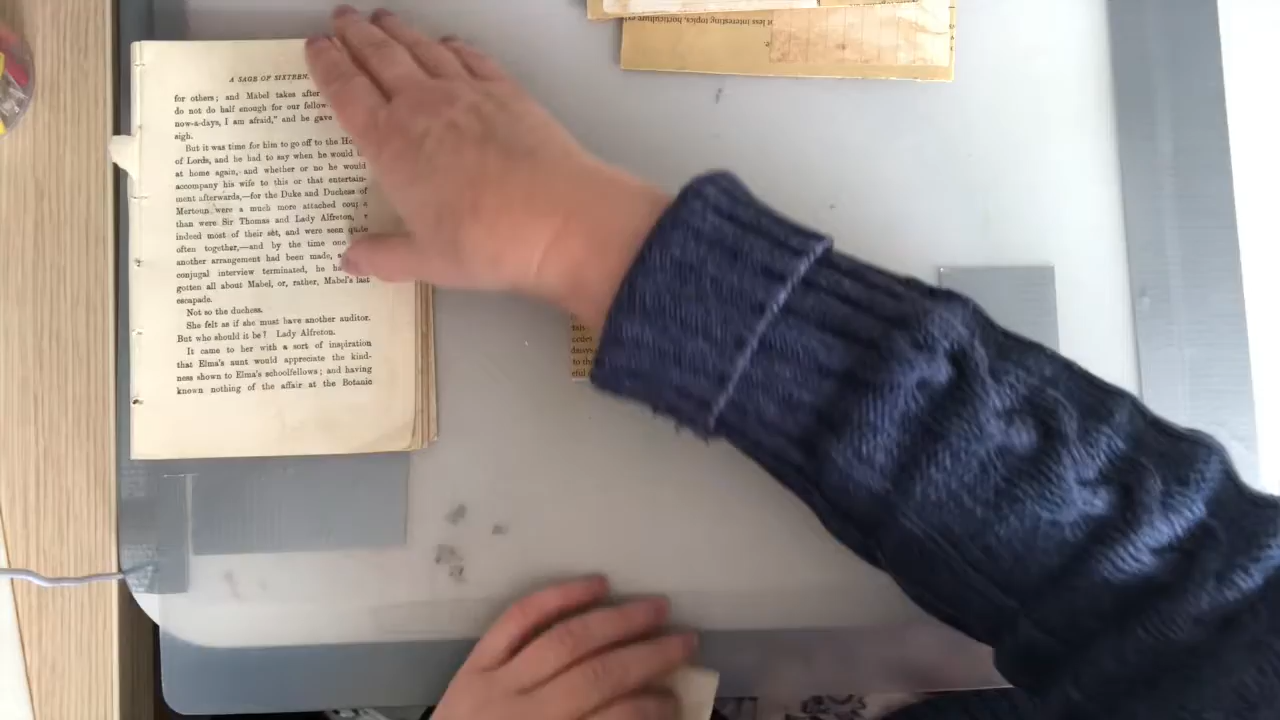 A SAGE OF SIXTEEN.
for others; and Mabel takes after
do not do half enough for our fellow
now-a-days, I am afraid," and he gave
sigh.
But it was time for him to go off to the
of Lords, and he had to say when he would
at home again, and whether or no he would
accompany his wife to this or that entertain-
ment afterwards,—for the Duke and Duchess of
Mertoun were a much more attached
than were Sir Thomas and Lady Alfreton,
indeed most of their set, and were seen quite
often together,—and by the time
another arrangement had been made,
conjugal interview terminated, he
gotten all about Mabel, or, rather, Mabel's last
escapade.
Not so the duchess.
She felt as if she must have another auditor.
But who should it be? Lady Alfreton.
It came to her with a sort of inspiration
that Elma's aunt would appreciate the kind-
ness shown to Elma's schoolfellows; and having
known nothing of the affair at the Botanic
less interesting topics, horticulture
to th